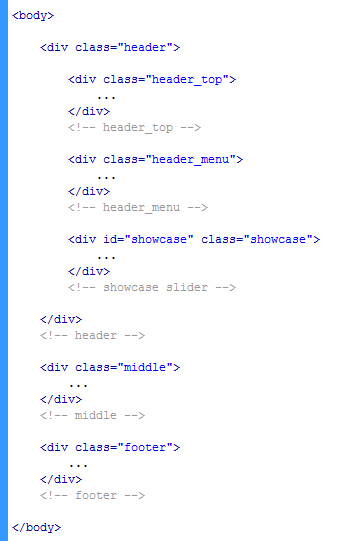 <body>
<div class="header">
<div class="header_top">
...
</div>
<!-- header_top -->
<div class="header_menu">
...
</div>
<!-- header_menu -->
<div id="showcase" class="showcase">
...
</div>
<!-- showcase slider -->
</div>
<!-- header -->
<div class="middle">
...
</div>
<!-- middle -->
<div class="footer">
...
</div>
<!-- footer -->
</body>